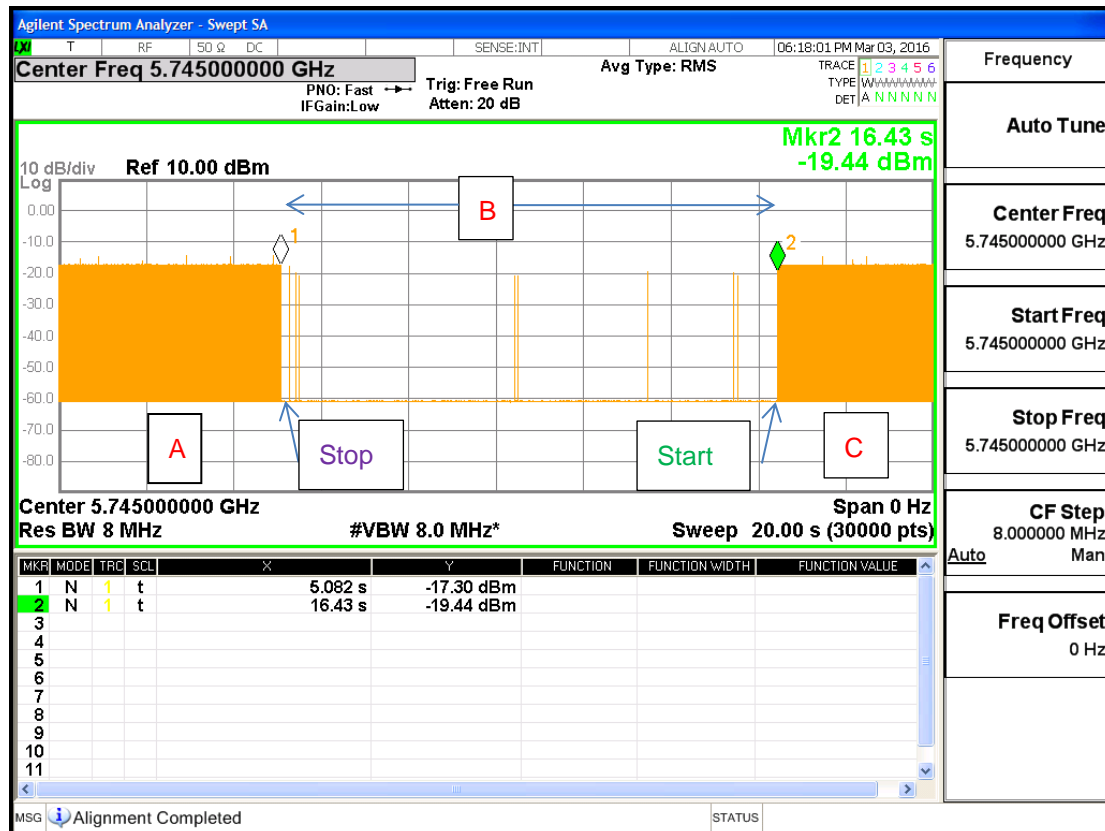 Agilent Spectrum Analyzer - Swept SA
LXI T RF 50 Ω DC SENSE:INT ALIGN AUTO 06:18:01 PM Mar 03, 2016
Center Freq 5.745000000 GHz
PNO: Fast
IFGain:Low
Trig: Free Run
Atten: 20 dB
Avg Type: RMS
TRACE 1 2 3 4 5 6
TYPE WWWWWW
DET A N N N N N
Mkr2 16.43 s
-19.44 dBm
10 dB/div Ref 10.00 dBm
Log
0.00
-10.0
-20.0
-30.0
-40.0
-50.0
-60.0
-70.0
-80.0
1
B
2
A
Stop
Start
C
Center 5.745000000 GHz Span 0 Hz
Res BW 8 MHz #VBW 8.0 MHz* Sweep 20.00 s (30000 pts)
MKR MODE TRC SCL X Y FUNCTION FUNCTION WIDTH FUNCTION VALUE
1 N 1 t 5.082 s -17.30 dBm
2 N 1 t 16.43 s -19.44 dBm
3
4
5
6
7
8
9
10
11
MSG Alignment Completed STATUS
Frequency
Auto Tune
Center Freq
5.745000000 GHz
Start Freq
5.745000000 GHz
Stop Freq
5.745000000 GHz
CF Step
8.000000 MHz
Auto Man
Freq Offset
0 Hz